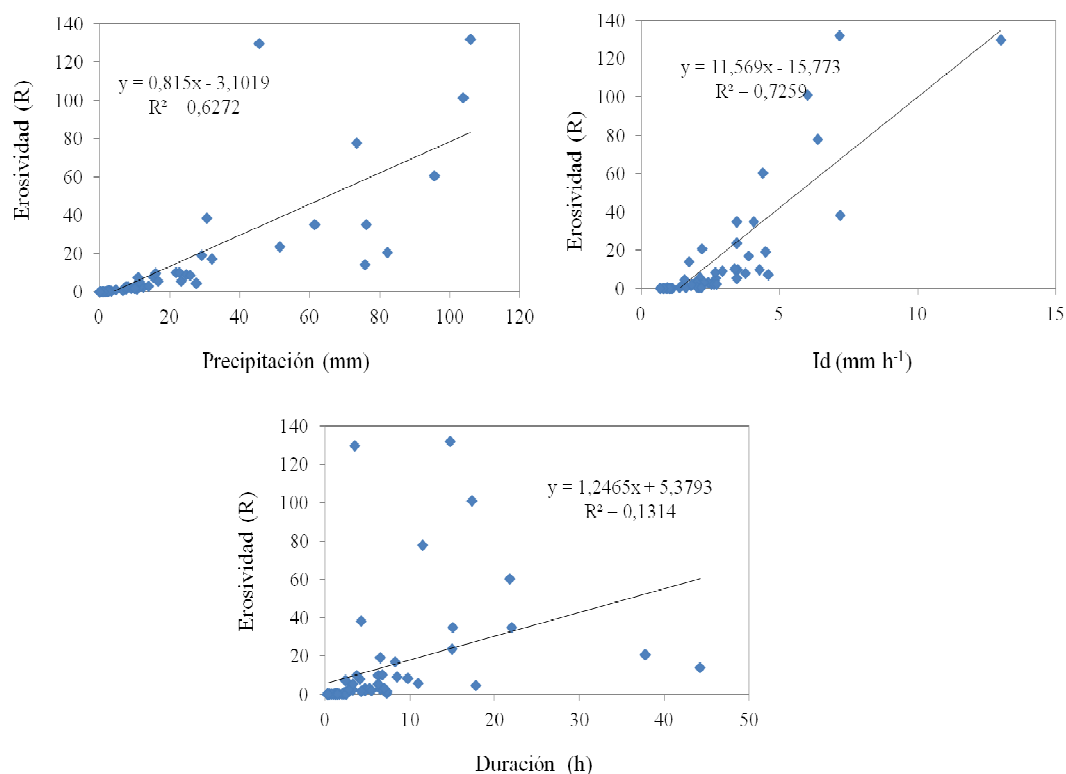 140
120
100
80
60
40
20
0
Erosividad (R)
y = 0,815x - 3,1019
R² = 0,6272
0 20 40 60 80 100 120
Precipitación (mm)
140
120
100
80
60
40
20
0
Erosividad (R)
y = 11,569x - 15,773
R² = 0,7259
0 5 10 15
Id (mm h⁻¹)
140
120
100
80
60
40
20
0
Erosividad (R)
y = 1,2465x + 5,3793
R² = 0,1314
0 10 20 30 40 50
Duración (h)